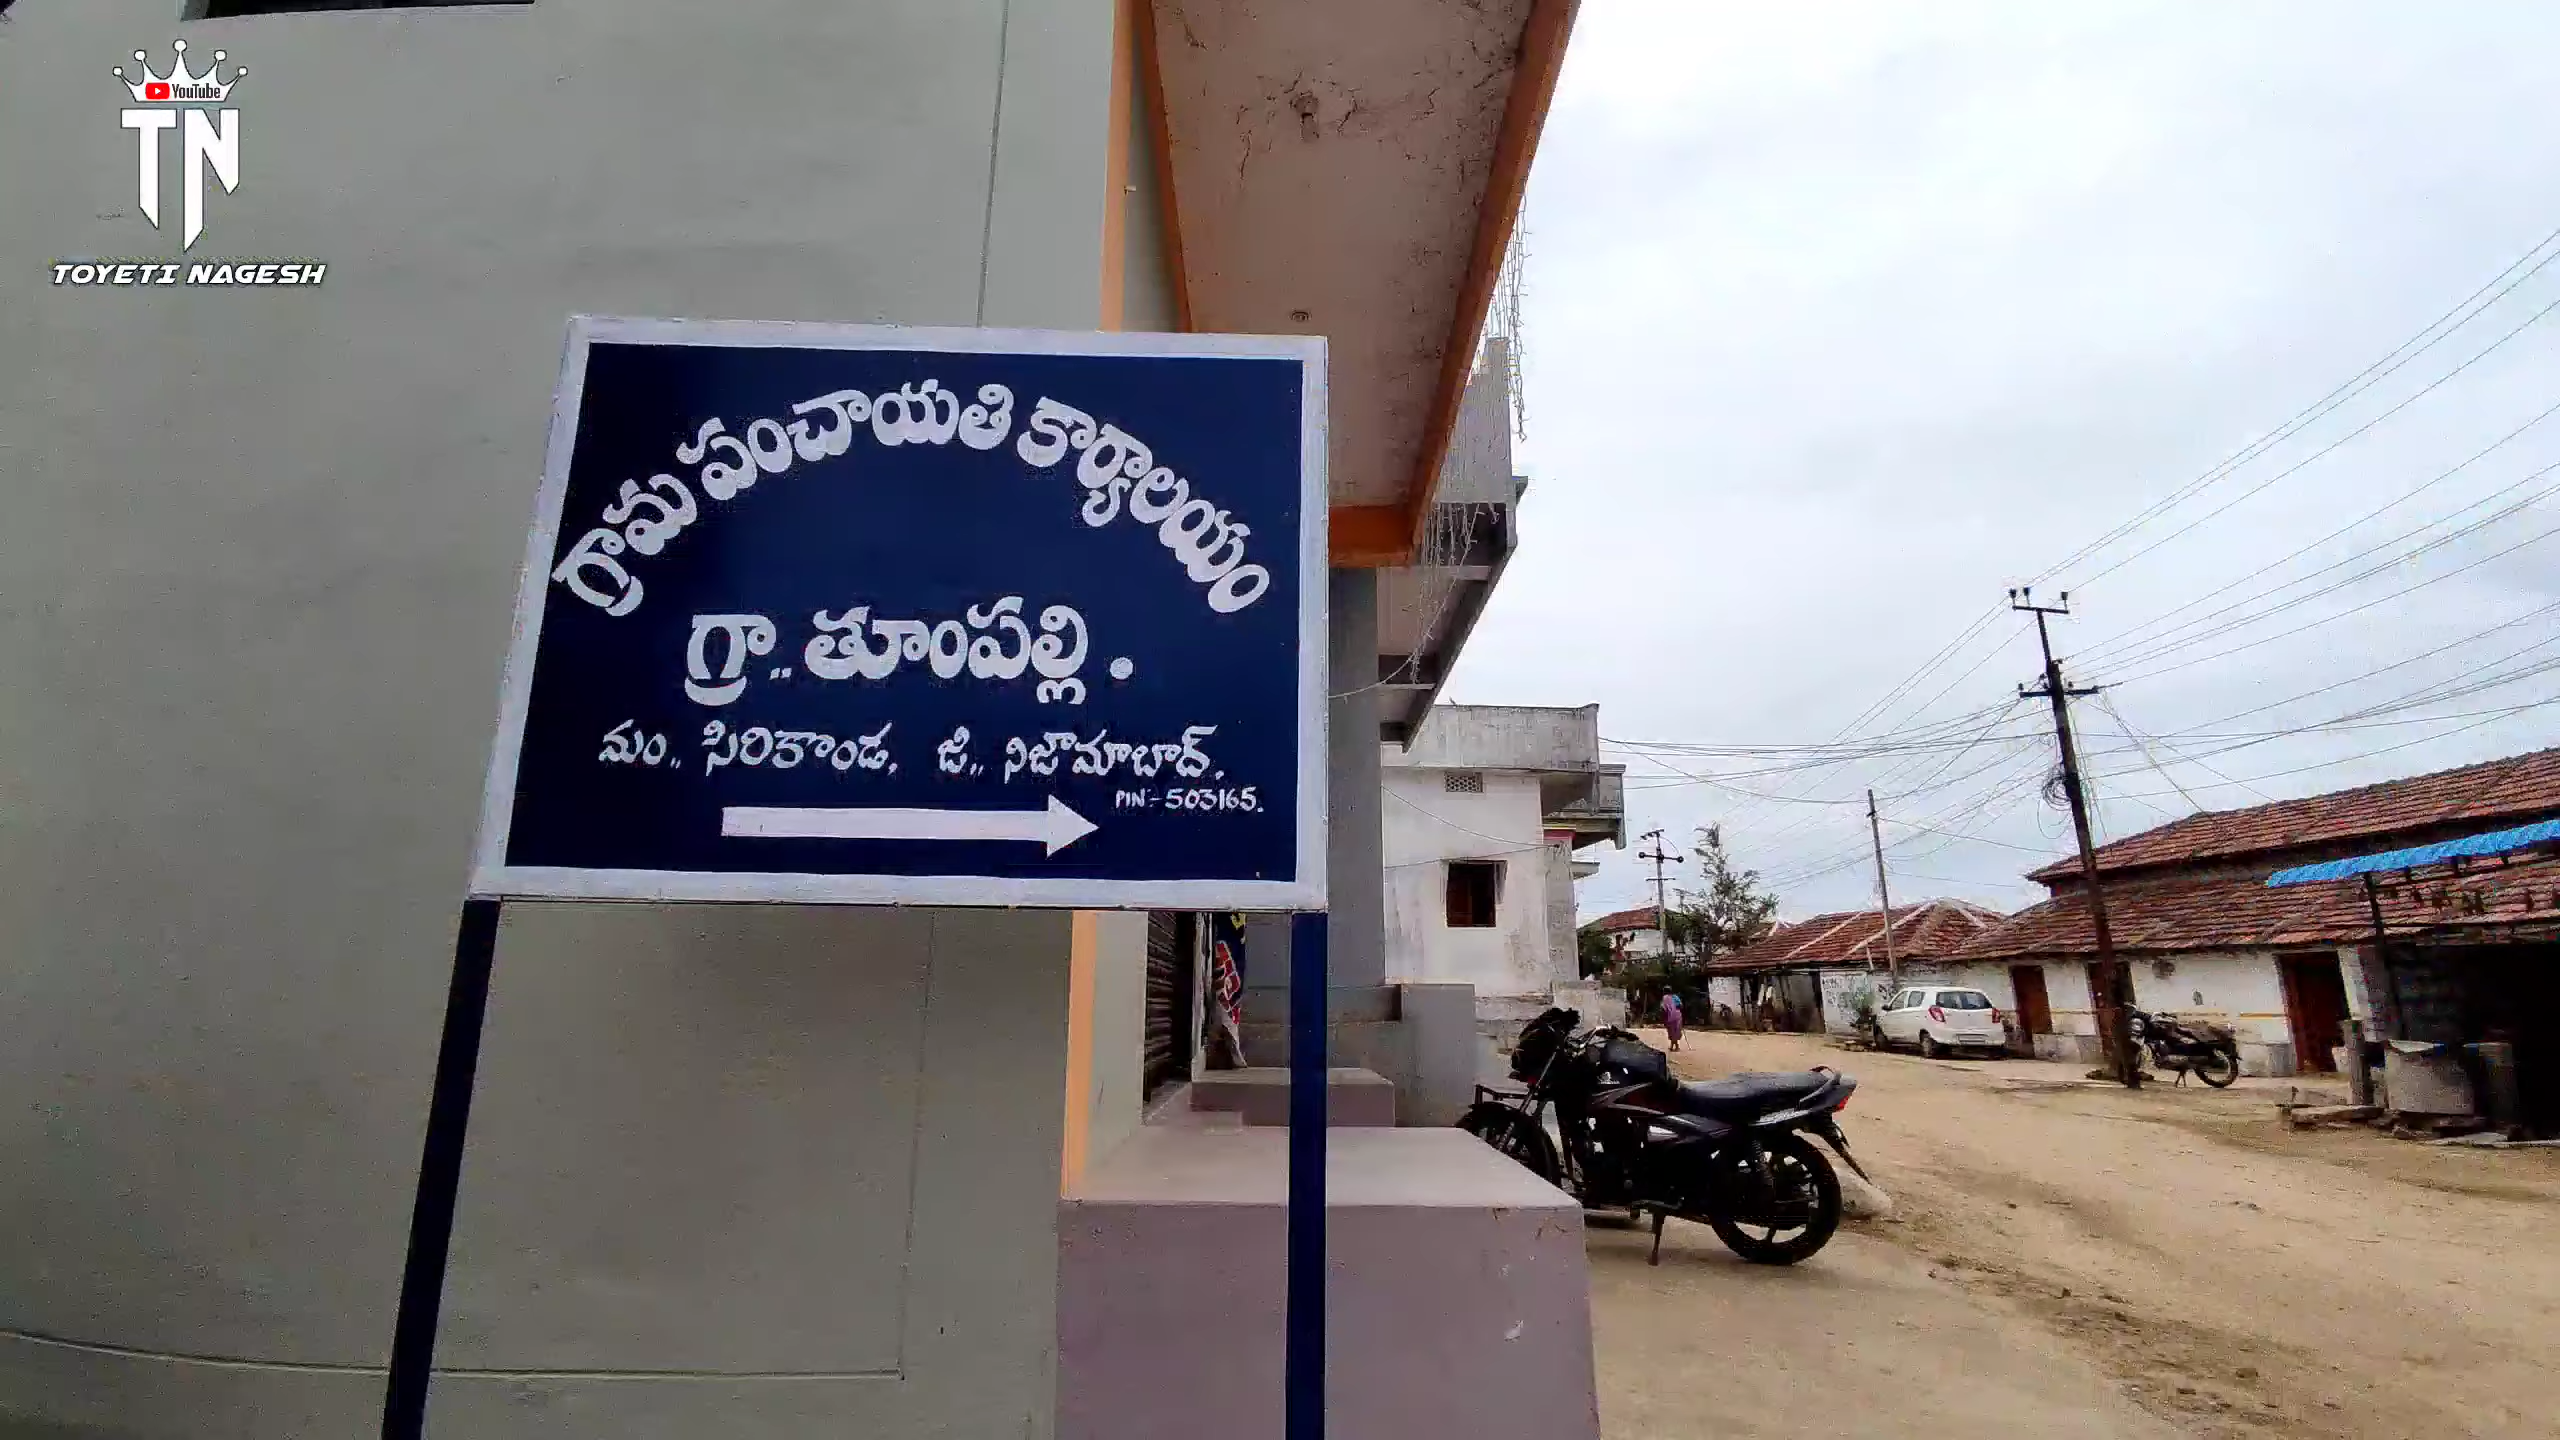 YouTube
TN
TOYETI NAGESH
గ్రామ పంచాయతి కార్యాలయం
గ్రా.. తూంపల్లి.
మం,, సిరికొండ, జి,, నిజామాబాద్.
PIN:- 503165.